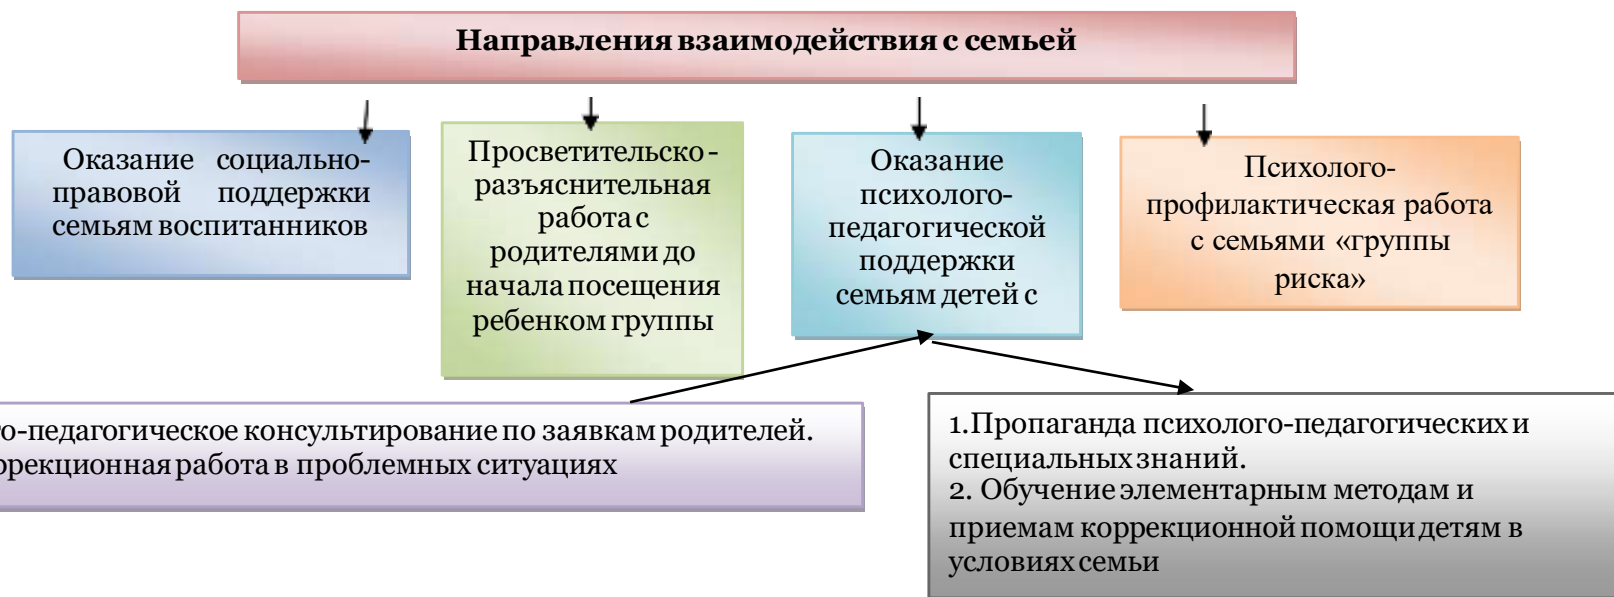 Направления взаимодействия с семьей
Оказание социально-
правовой поддержки
семьям воспитанников
Просветительско-
разъяснительная
работа с
родителями до
начала посещения
ребенком группы
Оказание
психолого-
педагогической
поддержки
семьям детей с
Психолого-
профилактическая работа
с семьями «группы
риска»
го-педагогическое консультирование по заявкам родителей.
ррекционная работа в проблемных ситуациях
1.Пропаганда психолого-педагогических и
специальных знаний.
2. Обучение элементарным методам и
приемам коррекционной помощи детям в
условиях семьи